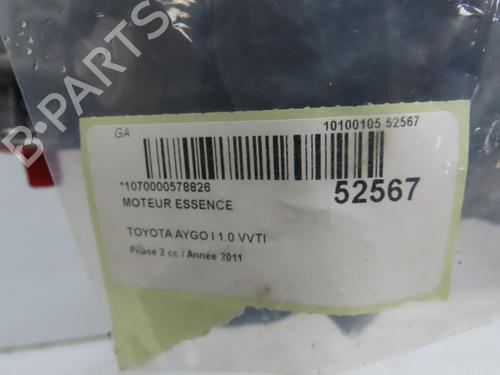 B-PARTS
GA
10100105 52567
*1070000578826
52567
MOTEUR ESSENCE
TOYOTA AYGO I 1.0 VVTI
Phase 2 cc / Année 2011